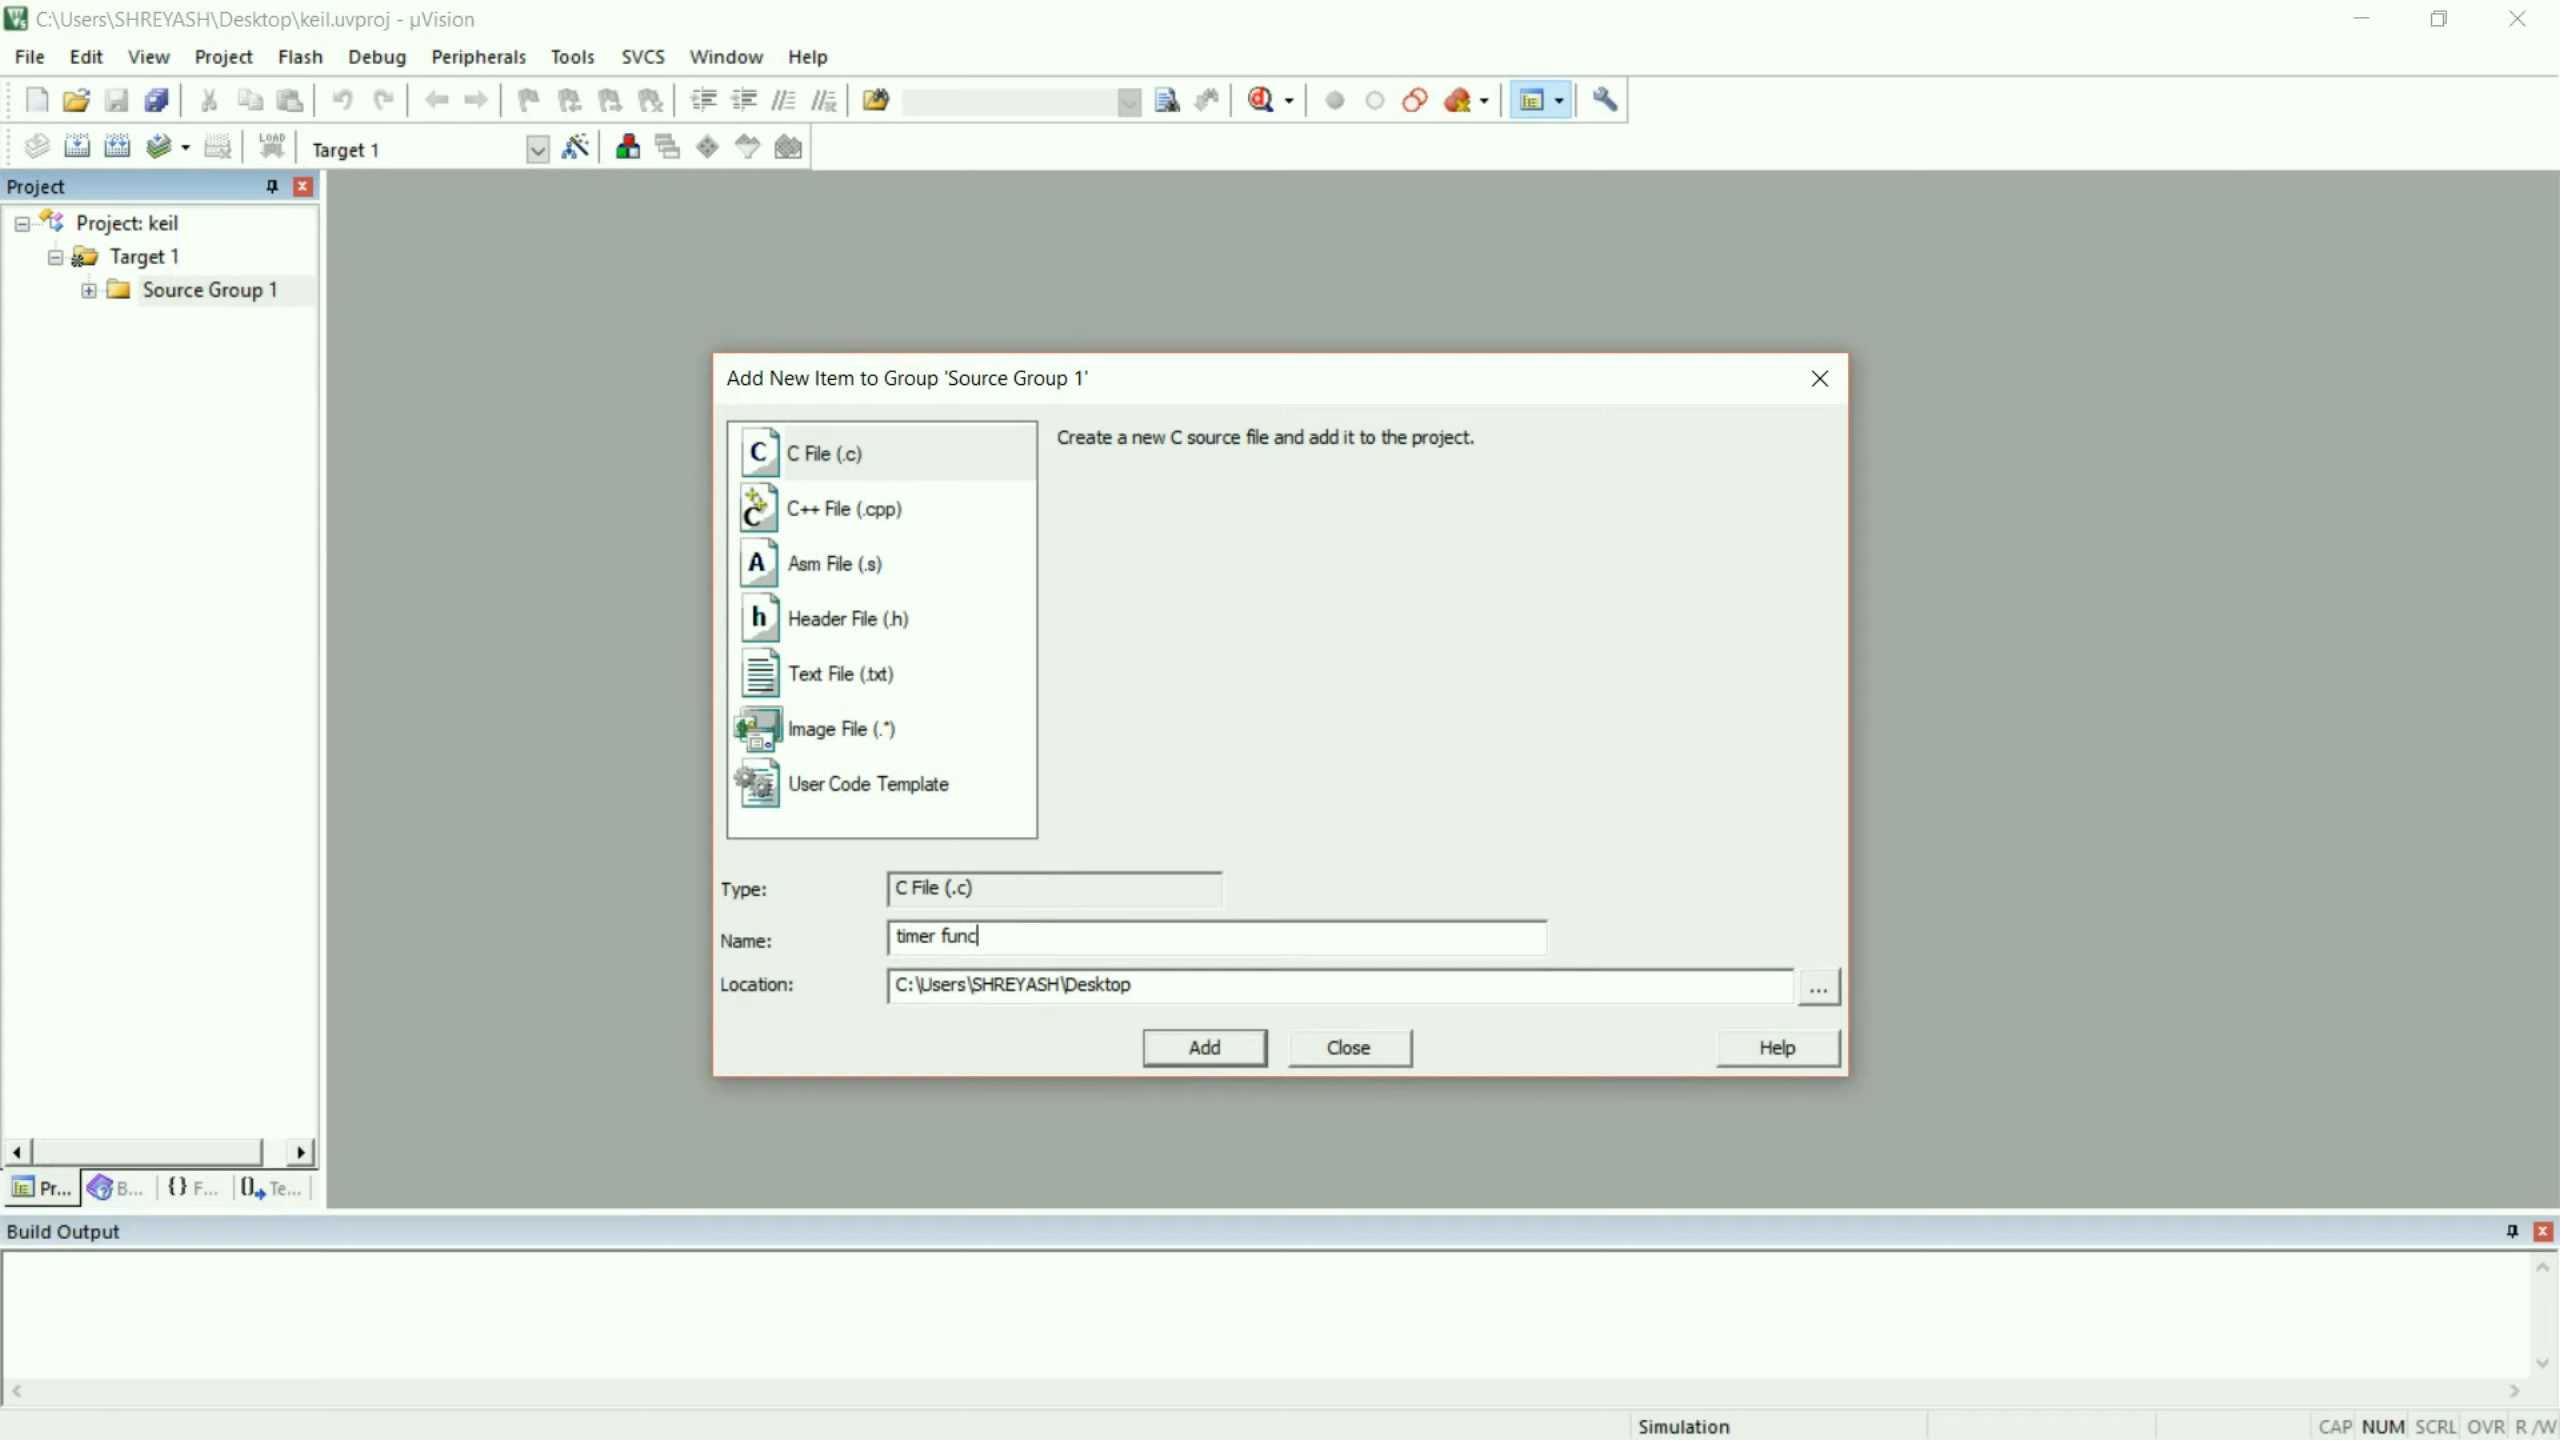 C:\Users\SHREYASH\Desktop\keil.uvproj - µVision
File Edit View Project Flash Debug Peripherals Tools SVCS Window Help
LOAD Target 1
Project
Project: keil
Target 1
Source Group 1
Add New Item to Group 'Source Group 1'
C C File (.c)
Create a new C source file and add it to the project.
C C++ File (.cpp)
A Asm File (.s)
h Header File (.h)
Text File (.txt)
Image File (.*)
User Code Template
Type: C File (.c)
Name: timer func
Location: C:\Users\SHREYASH\Desktop ...
Add Close Help
Pr... B... {} F... Te...
Build Output
Simulation CAP NUM SCRL OVR R /W